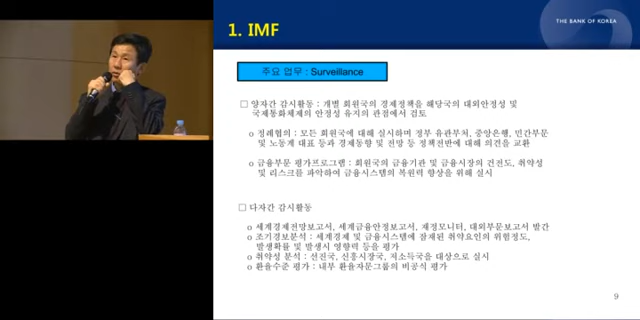 1. IMF
THE BANK OF KOREA
주요 업무 : Surveillance
□ 양자간 감시활동 : 개별 회원국의 경제정책을 해당국의 대외안정성 및
국제통화체제의 안정성 유지의 관점에서 검토
o 정례협의 : 모든 회원국에 대해 실시하며 정부 유관부처, 중앙은행, 민간부문
및 노동계 대표 등과 경제동향 및 전망 등 정책전반에 대해 의견을 교환
o 금융부문 평가프로그램 : 회원국의 금융기관 및 금융시장의 건전도, 취약성
및 리스크를 파악하여 금융시스템의 복원력 향상을 위해 실시
□ 다자간 감시활동
o 세계경제전망보고서, 세계금융안정보고서, 재정모니터, 대외부문보고서 발간
o 조기경보분석 : 세계경제 및 금융시스템에 잠재된 취약요인의 위험정도,
발생확률 및 발생시 영향력 등을 평가
o 취약성 분석 : 선진국, 신흥시장국, 저소득국을 대상으로 실시
o 환율수준 평가 : 내부 환율자문그룹의 비공식 평가
9